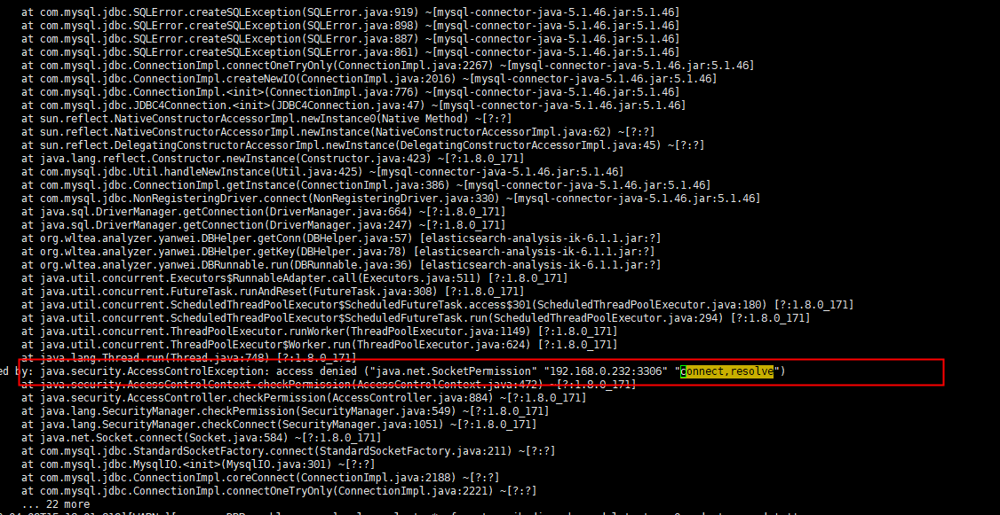 at com.mysql.jdbc.SQLError.createSQLException(SQLError.java:919) ~[mysql-connector-java-5.1.46.jar:5.1.46]
at com.mysql.jdbc.SQLError.createSQLException(SQLError.java:898) ~[mysql-connector-java-5.1.46.jar:5.1.46]
at com.mysql.jdbc.SQLError.createSQLException(SQLError.java:887) ~[mysql-connector-java-5.1.46.jar:5.1.46]
at com.mysql.jdbc.SQLError.createSQLException(SQLError.java:861) ~[mysql-connector-java-5.1.46.jar:5.1.46]
at com.mysql.jdbc.ConnectionImpl.connectOneTryOnly(ConnectionImpl.java:2267) ~[mysql-connector-java-5.1.46.jar:5.1.46]
at com.mysql.jdbc.ConnectionImpl.createNewIO(ConnectionImpl.java:2016) ~[mysql-connector-java-5.1.46.jar:5.1.46]
at com.mysql.jdbc.ConnectionImpl.<init>(ConnectionImpl.java:776) ~[mysql-connector-java-5.1.46.jar:5.1.46]
at com.mysql.jdbc.JDBC4Connection.<init>(JDBC4Connection.java:47) ~[mysql-connector-java-5.1.46.jar:5.1.46]
at sun.reflect.NativeConstructorAccessorImpl.newInstance0(Native Method) ~[?:?]
at sun.reflect.NativeConstructorAccessorImpl.newInstance(NativeConstructorAccessorImpl.java:62) ~[?:?]
at sun.reflect.DelegatingConstructorAccessorImpl.newInstance(DelegatingConstructorAccessorImpl.java:45) ~[?:?]
at java.lang.reflect.Constructor.newInstance(Constructor.java:423) ~[?:1.8.0_171]
at com.mysql.jdbc.Util.handleNewInstance(Util.java:425) ~[mysql-connector-java-5.1.46.jar:5.1.46]
at com.mysql.jdbc.ConnectionImpl.getInstance(ConnectionImpl.java:386) ~[mysql-connector-java-5.1.46.jar:5.1.46]
at com.mysql.jdbc.NonRegisteringDriver.connect(NonRegisteringDriver.java:330) ~[mysql-connector-java-5.1.46.jar:5.1.46]
at java.sql.DriverManager.getConnection(DriverManager.java:664) ~[?:1.8.0_171]
at java.sql.DriverManager.getConnection(DriverManager.java:247) ~[?:1.8.0_171]
at org.wltea.analyzer.yanwei.DBHelper.getConn(DBHelper.java:57) [elasticsearch-analysis-ik-6.1.1.jar:?]
at org.wltea.analyzer.yanwei.DBHelper.getKey(DBHelper.java:78) [elasticsearch-analysis-ik-6.1.1.jar:?]
at org.wltea.analyzer.yanwei.DBRunnable.run(DBRunnable.java:36) [elasticsearch-analysis-ik-6.1.1.jar:?]
at java.util.concurrent.Executors$RunnableAdapter.call(Executors.java:511) [?:1.8.0_171]
at java.util.concurrent.FutureTask.runAndReset(FutureTask.java:308) [?:1.8.0_171]
at java.util.concurrent.ScheduledThreadPoolExecutor$ScheduledFutureTask.access$301(ScheduledThreadPoolExecutor.java:180) [?:1.8.0_171]
at java.util.concurrent.ScheduledThreadPoolExecutor$ScheduledFutureTask.run(ScheduledThreadPoolExecutor.java:294) [?:1.8.0_171]
at java.util.concurrent.ThreadPoolExecutor.runWorker(ThreadPoolExecutor.java:1149) [?:1.8.0_171]
at java.util.concurrent.ThreadPoolExecutor$Worker.run(ThreadPoolExecutor.java:624) [?:1.8.0_171]
at java.lang.Thread.run(Thread.java:748) [?:1.8.0_171]
ed by: java.security.AccessControlException: access denied ("java.net.SocketPermission" "192.168.0.232:3306" "connect,resolve")
at java.security.AccessControlContext.checkPermission(AccessControlContext.java:472) ~[?:1.8.0_171]
at java.security.AccessController.checkPermission(AccessController.java:884) ~[?:1.8.0_171]
at java.lang.SecurityManager.checkPermission(SecurityManager.java:549) ~[?:1.8.0_171]
at java.lang.SecurityManager.checkConnect(SecurityManager.java:1051) ~[?:1.8.0_171]
at java.net.Socket.connect(Socket.java:584) ~[?:1.8.0_171]
at com.mysql.jdbc.StandardSocketFactory.connect(StandardSocketFactory.java:211) ~[?:?]
at com.mysql.jdbc.MysqlIO.<init>(MysqlIO.java:301) ~[?:?]
at com.mysql.jdbc.ConnectionImpl.coreConnect(ConnectionImpl.java:2188) ~[?:?]
at com.mysql.jdbc.ConnectionImpl.connectOneTryOnly(ConnectionImpl.java:2221) ~[?:?]
... 22 more